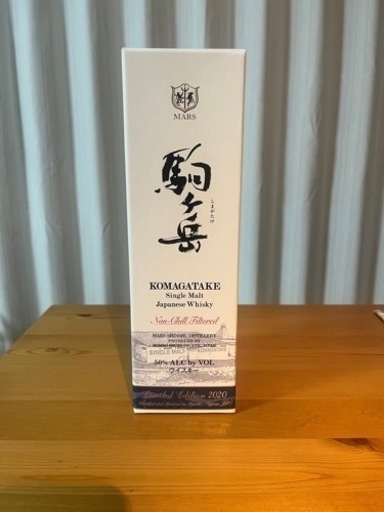 MARS
駒ヶ岳
こまがたけ
KOMAGATAKE
Single Malt
Japanese Whisky
Non-Chill Filtered
MARS SHINSHU DISTILLERY
PRODUCED BY
SINGLE MALT
KOMAGATAKE
50% ALC by VOL
ウイスキー
Limited Edition 2020